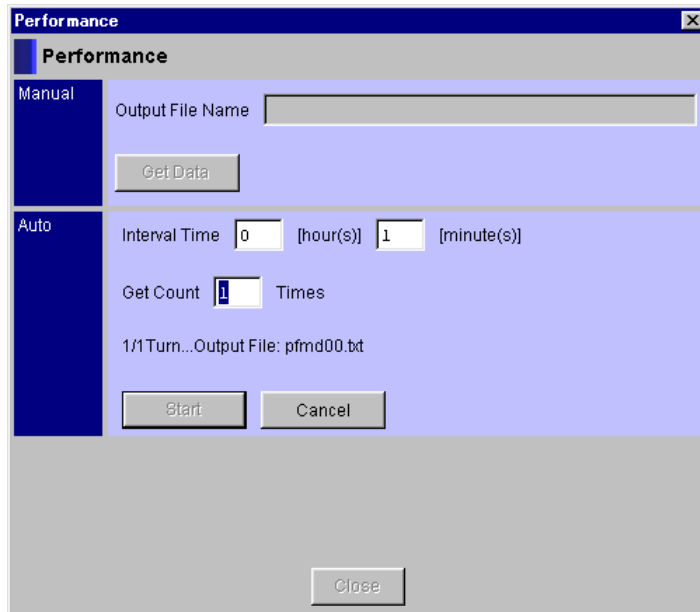 Performance
Performance
Manual
Output File Name
Get Data
Auto
Interval Time 0 [hour(s)] 1 [minute(s)]
Get Count 1 Times
1/1Turn...Output File: pfmd00.txt
Start Cancel
Close